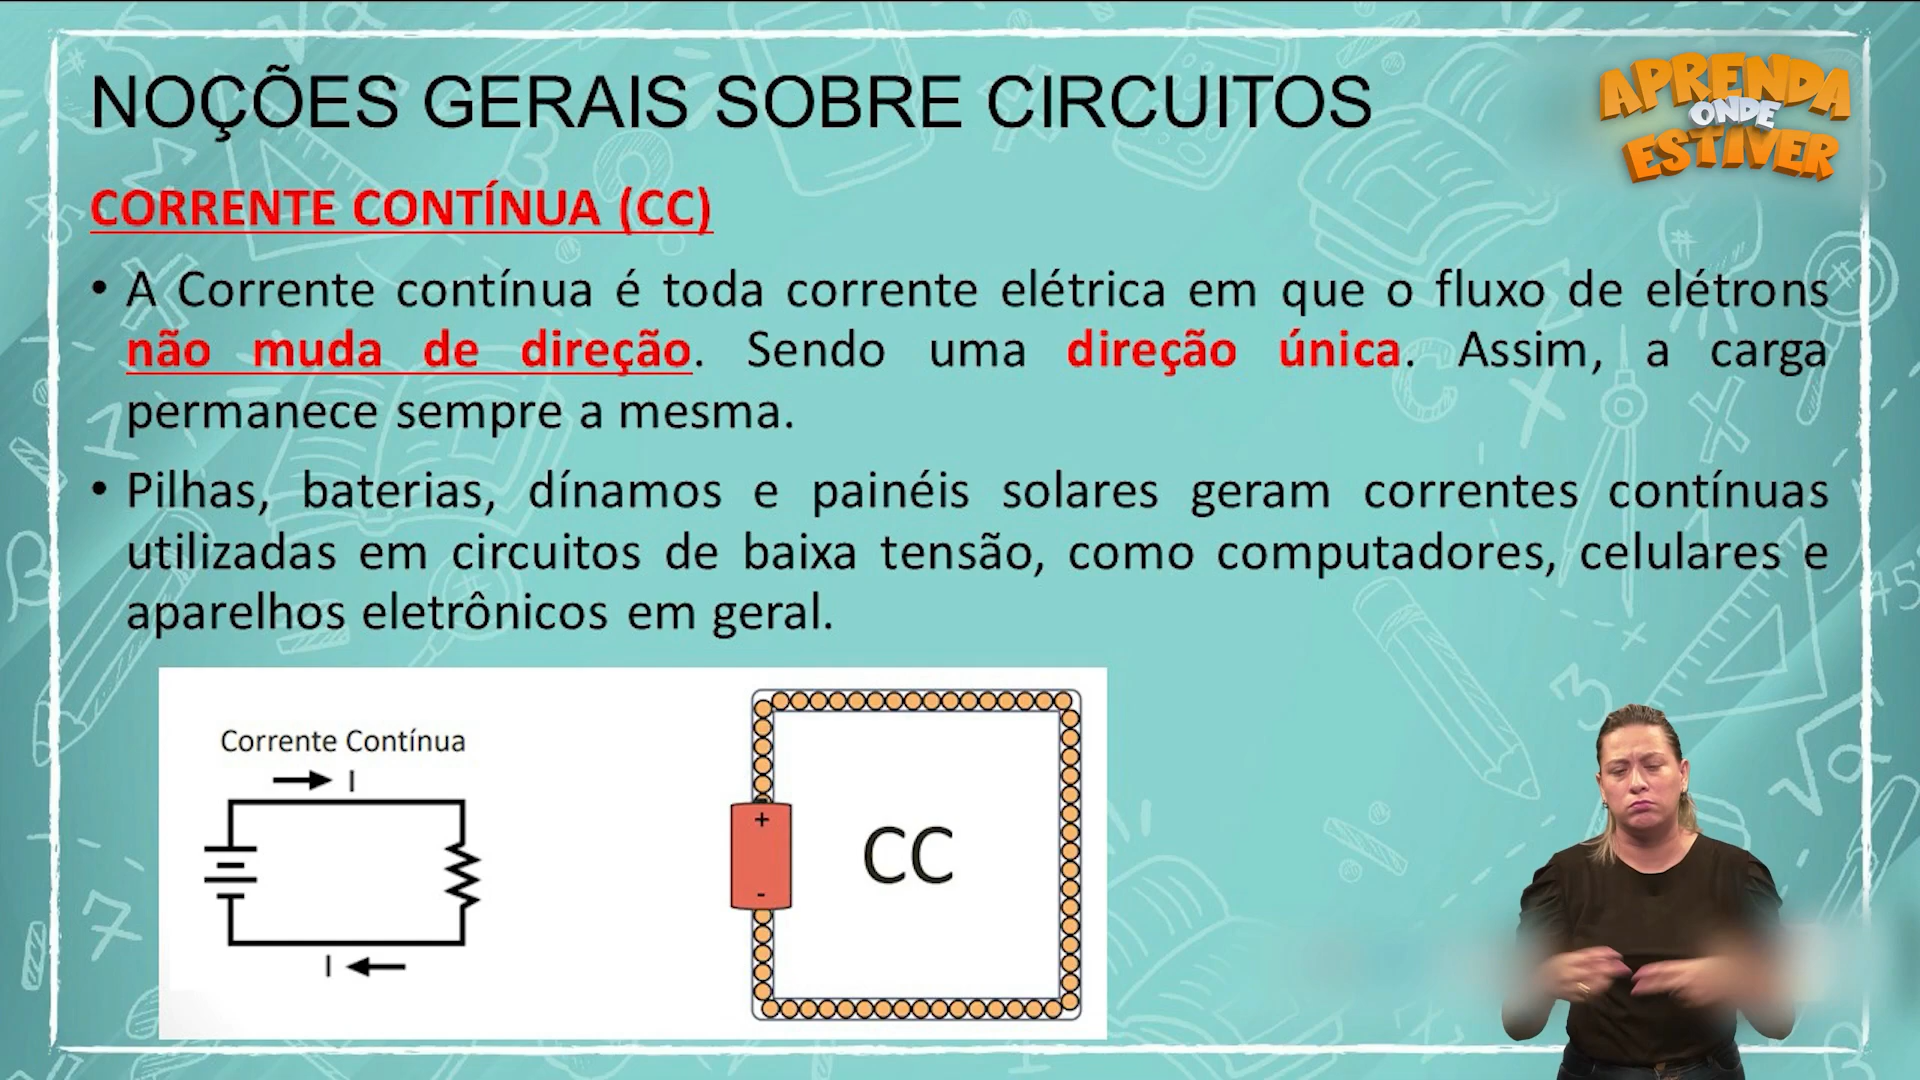 NOÇÕES GERAIS SOBRE CIRCUITOS
APRENDA
ONDE
ESTIVER
CORRENTE CONTÍNUA (CC)
• A Corrente contínua é toda corrente elétrica em que o fluxo de elétrons
não muda de direção. Sendo uma direção única. Assim, a carga
permanece sempre a mesma.
• Pilhas, baterias, dínamos e painéis solares geram correntes contínuas
utilizadas em circuitos de baixa tensão, como computadores, celulares e
aparelhos eletrônicos em geral.
Corrente Contínua
I
I
+
CC
-